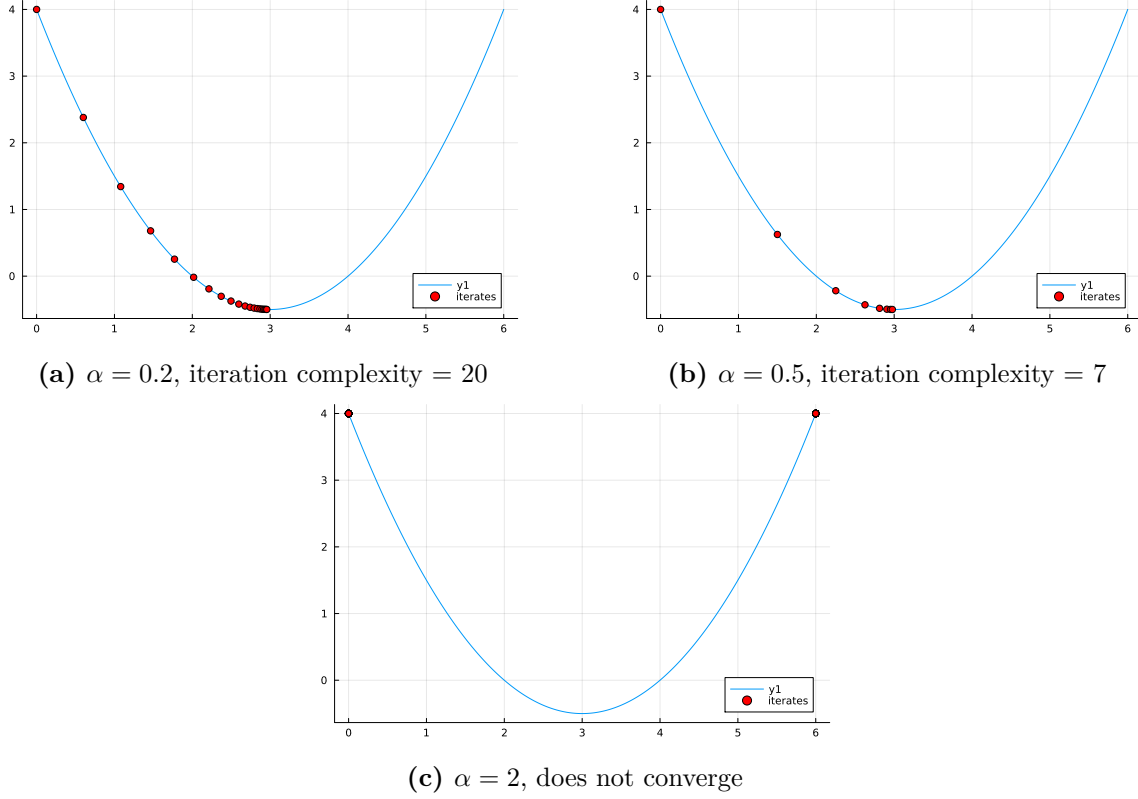 4
3
2
1
0
0 1 2 3 4 5 6
y1
iterates
(a) α = 0.2, iteration complexity = 20
4
3
2
1
0
0 1 2 3 4 5 6
y1
iterates
(b) α = 0.5, iteration complexity = 7
4
3
2
1
0
0 1 2 3 4 5 6
y1
iterates
(c) α = 2, does not converge